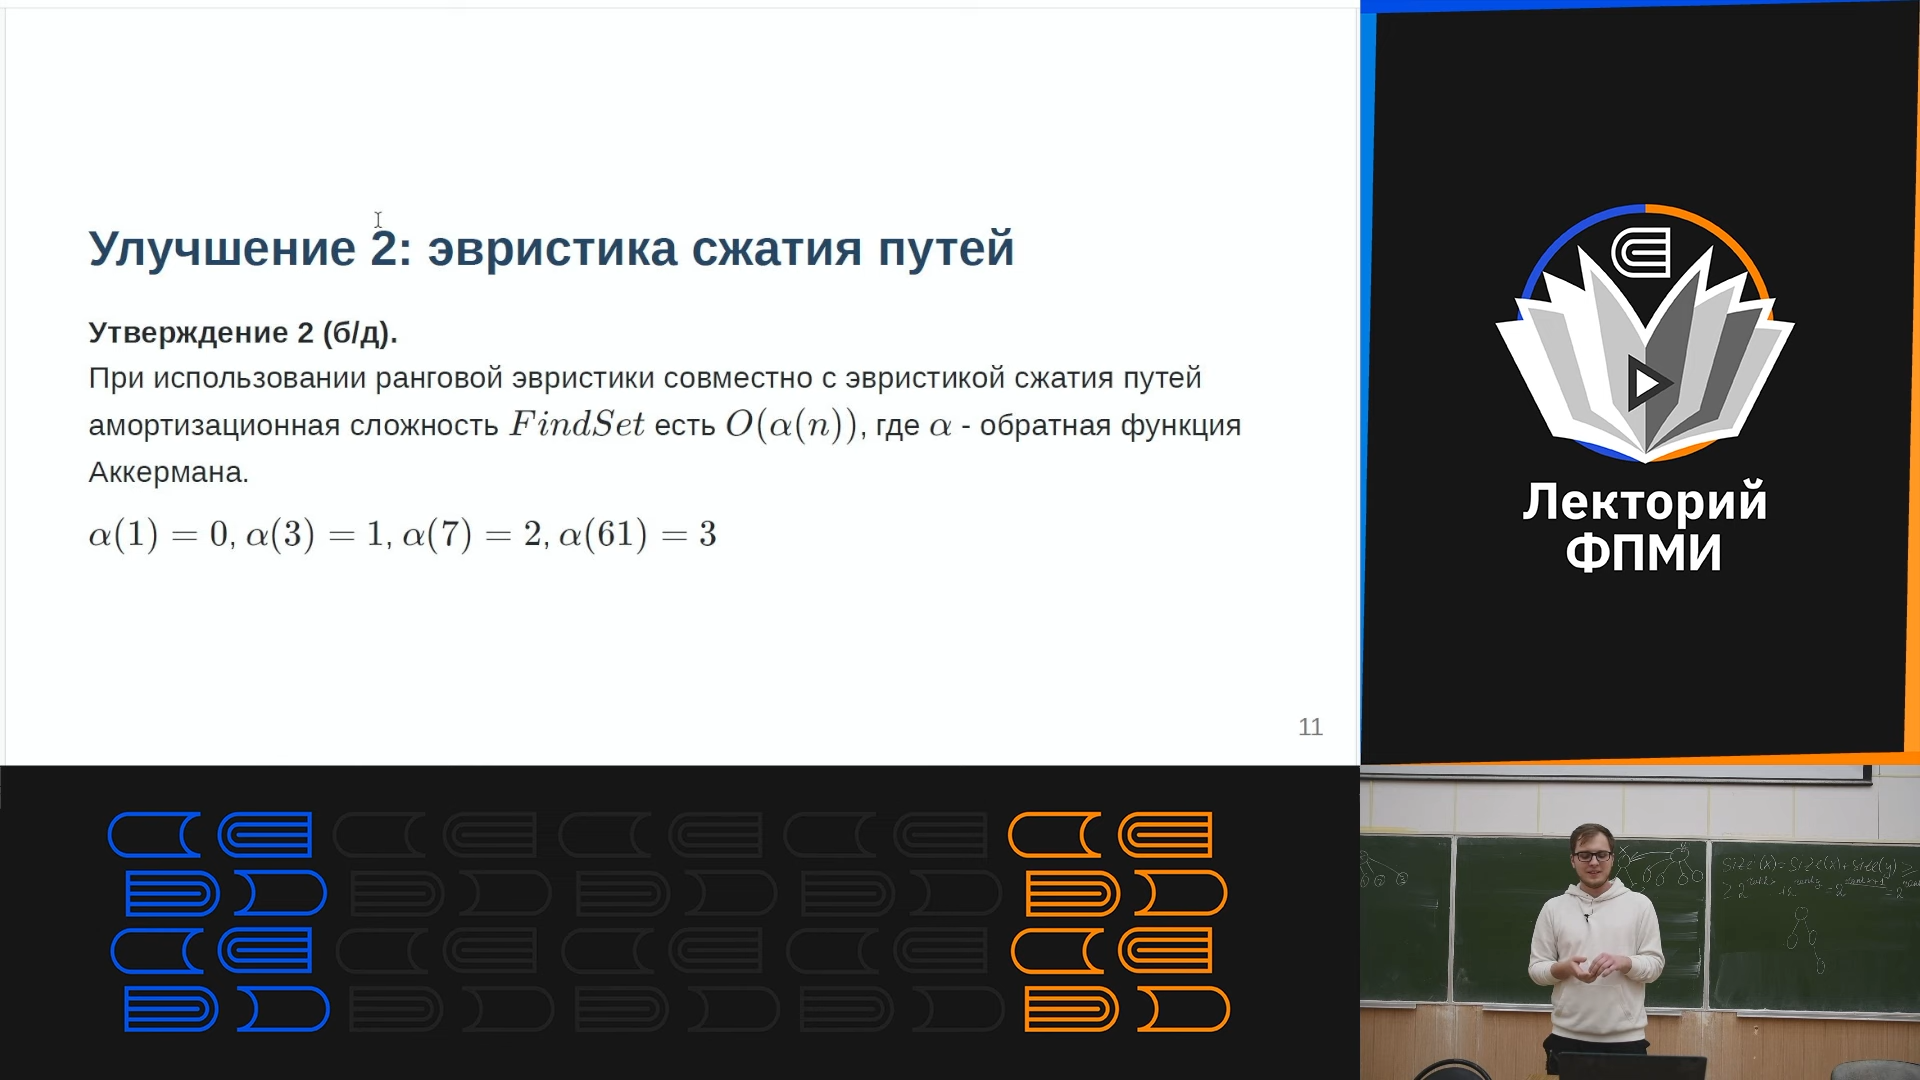 Улучшение 2: эвристика сжатия путей
Утверждение 2 (б/д).
При использовании ранговой эвристики совместно с эвристикой сжатия путей
амортизационная сложность FindSet есть O(α(n)), где α - обратная функция
Аккермана.
α(1) = 0, α(3) = 1, α(7) = 2, α(61) = 3
11
Лекторий
ФПМИ